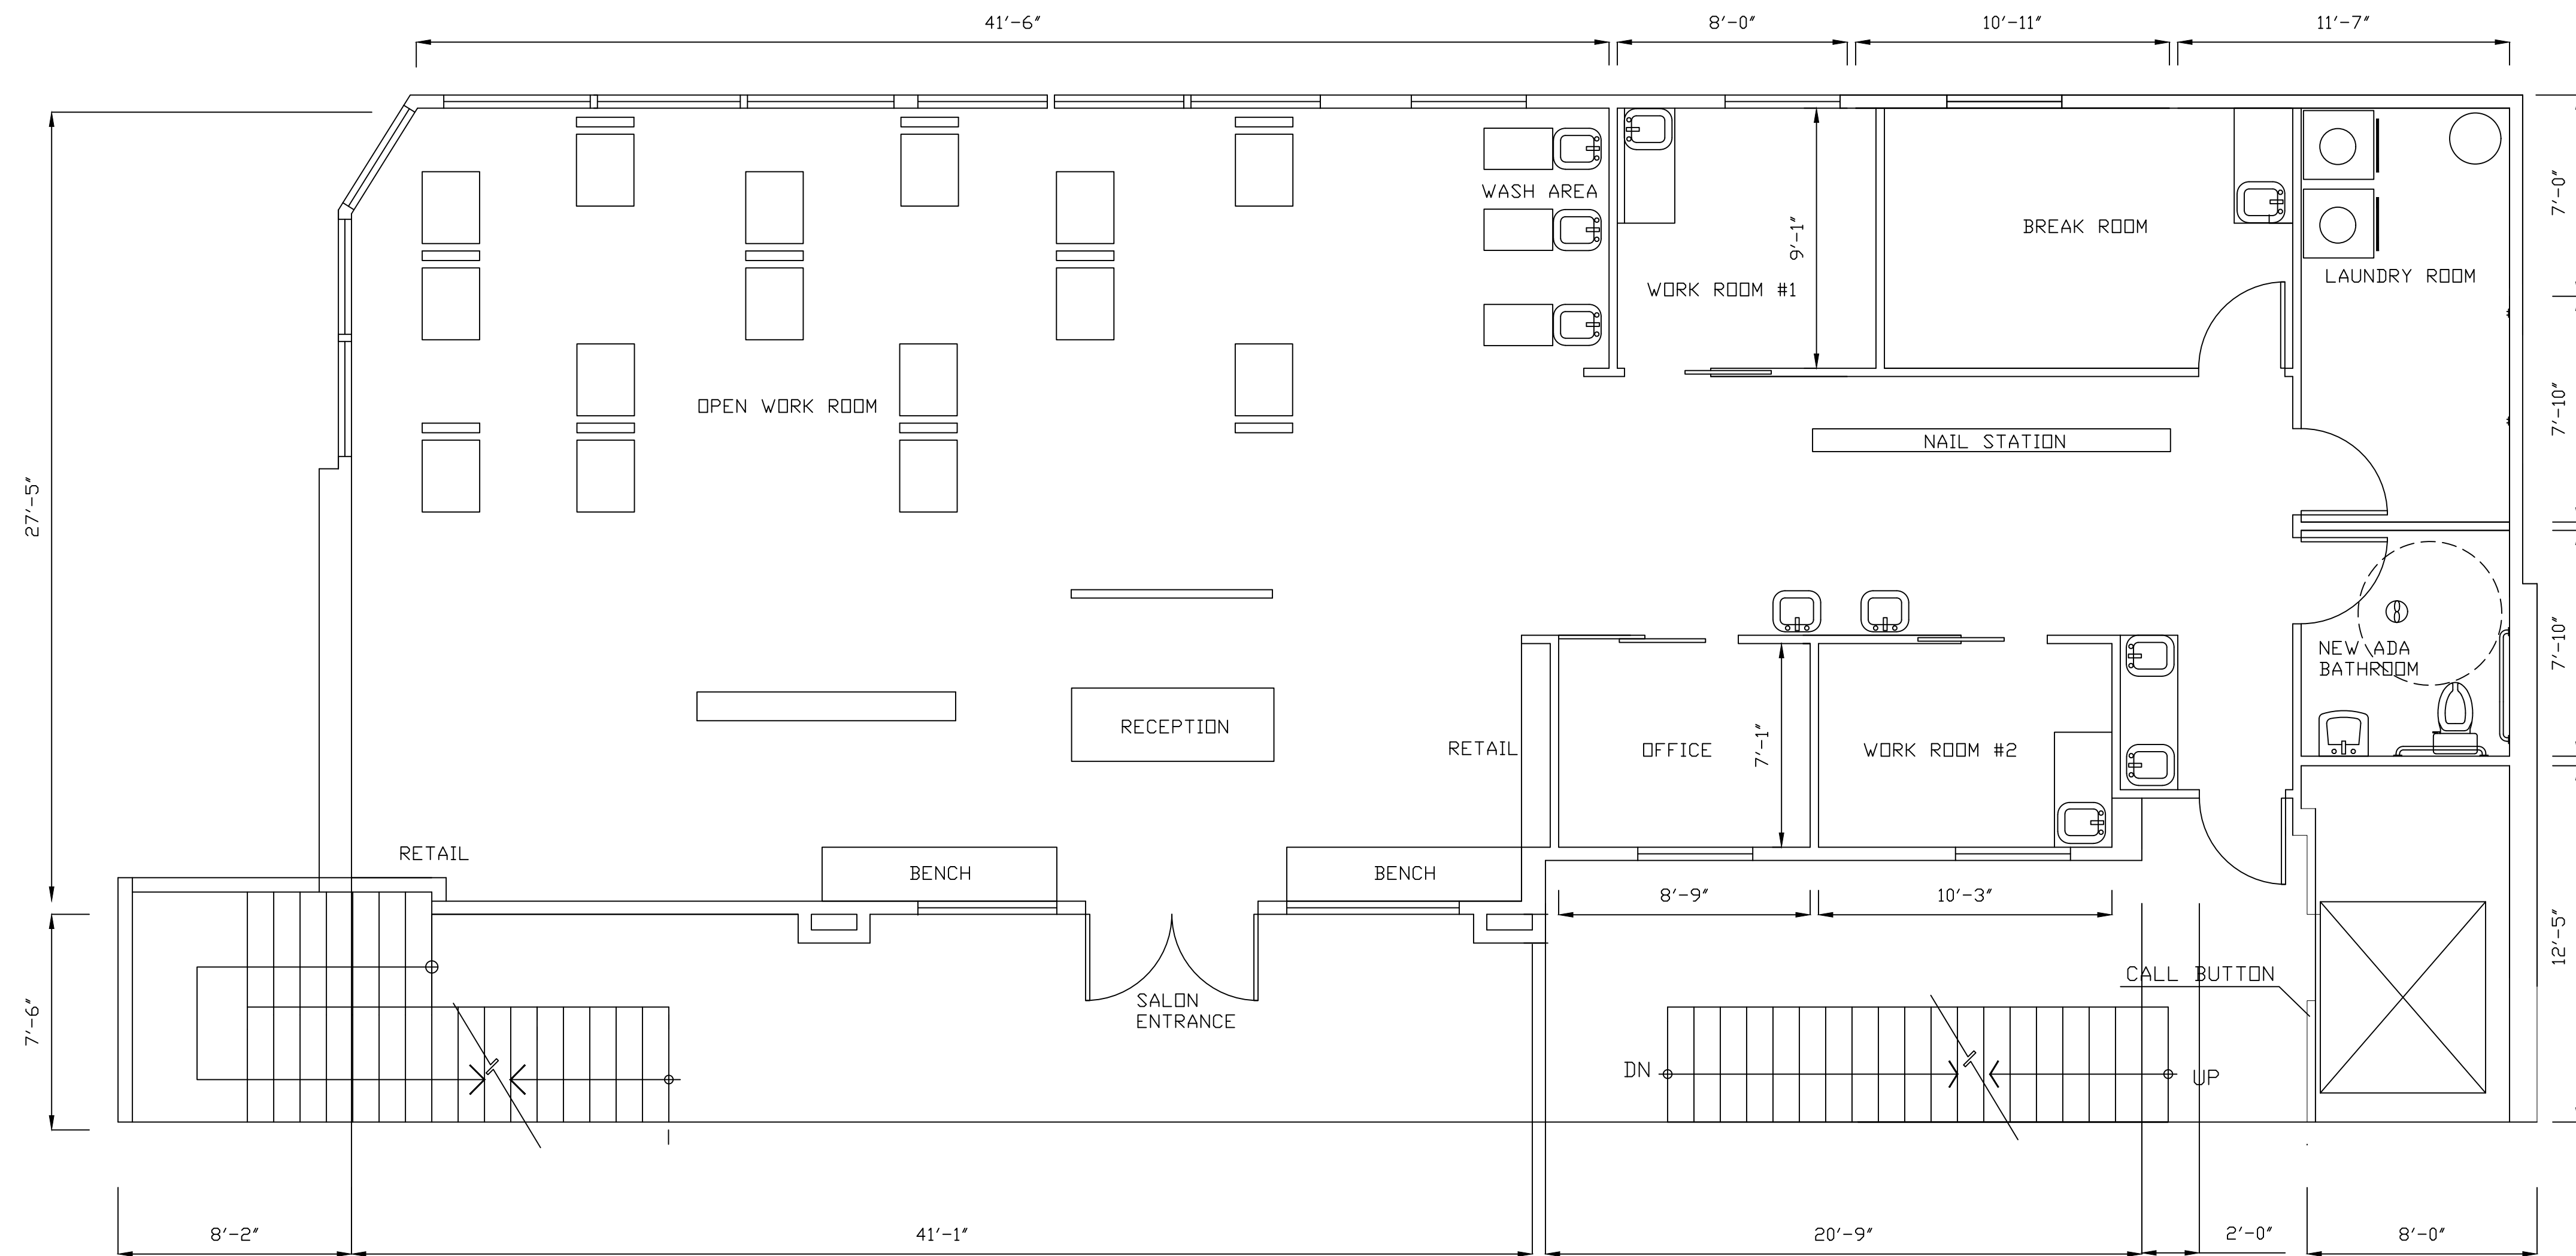 41'-6"
8'-0"
10'-11"
11'-7"
WASH AREA
7'-0"
BREAK ROOM
9'-1"
LAUNDRY ROOM
WORK ROOM #1
OPEN WORK ROOM
7'-10"
NAIL STATION
27'-5"
7'-10"
NEW ADA
BATHROOM
RECEPTION
RETAIL
OFFICE
7'-1"
WORK ROOM #2
RETAIL
BENCH
BENCH
8'-9"
10'-3"
12'-5"
CALL BUTTON
SALON
ENTRANCE
7'-6"
DN
UP
8'-2"
41'-1"
20'-9"
2'-0"
8'-0"